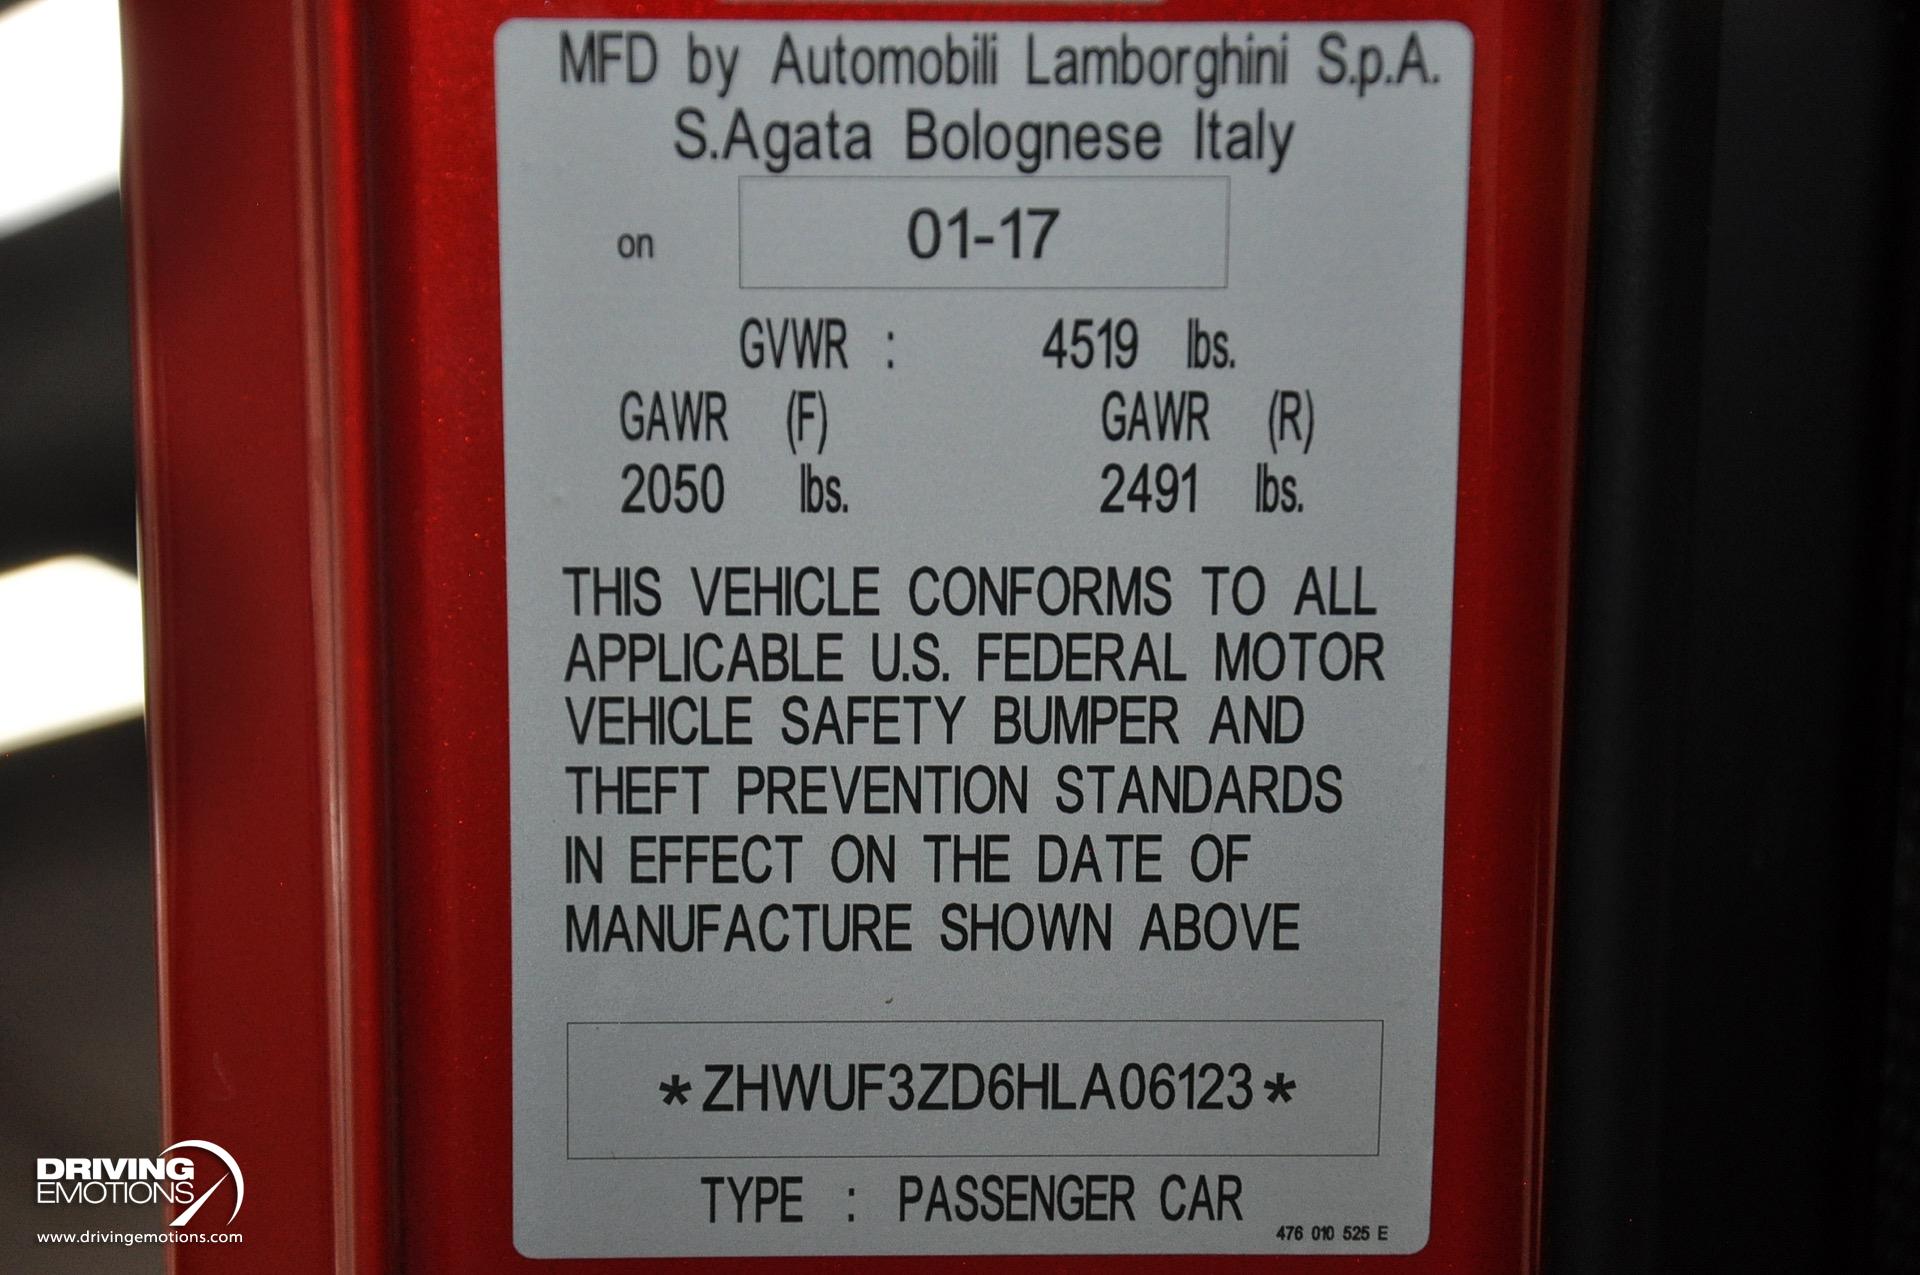 MFD by Automobili Lamborghini S.p.A.
S.Agata Bolognese Italy
on 01-17
GVWR : 4519 lbs.
GAWR (F) GAWR (R)
2050 lbs. 2491 lbs.
THIS VEHICLE CONFORMS TO ALL
APPLICABLE U.S. FEDERAL MOTOR
VEHICLE SAFETY BUMPER AND
THEFT PREVENTION STANDARDS
IN EFFECT ON THE DATE OF
MANUFACTURE SHOWN ABOVE
*ZHWUF3ZD6HLA06123*
TYPE : PASSENGER CAR
476 010 525 E
DRIVING
EMOTIONS
www.drivingemotions.com